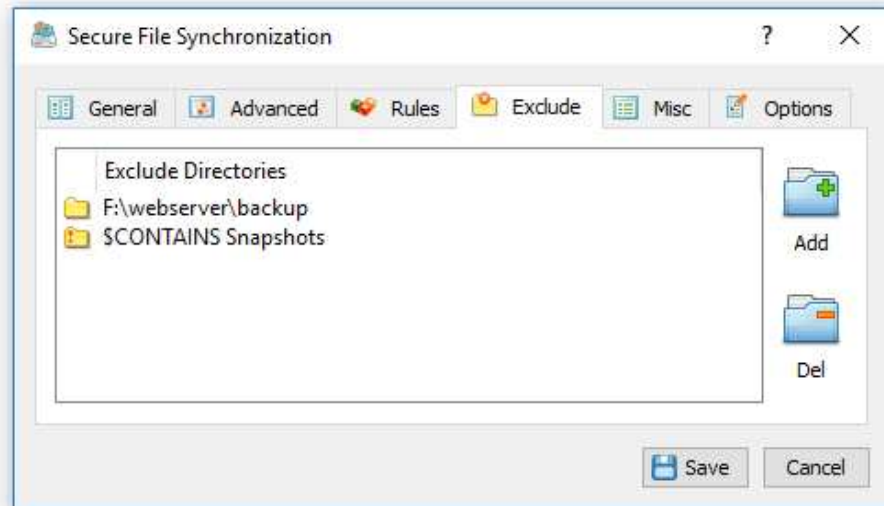 Secure File Synchronization ?
General Advanced Rules Exclude Misc Options
Exclude Directories
F:\webserver\backup
$CONTAINS Snapshots
Add
Del
Save Cancel